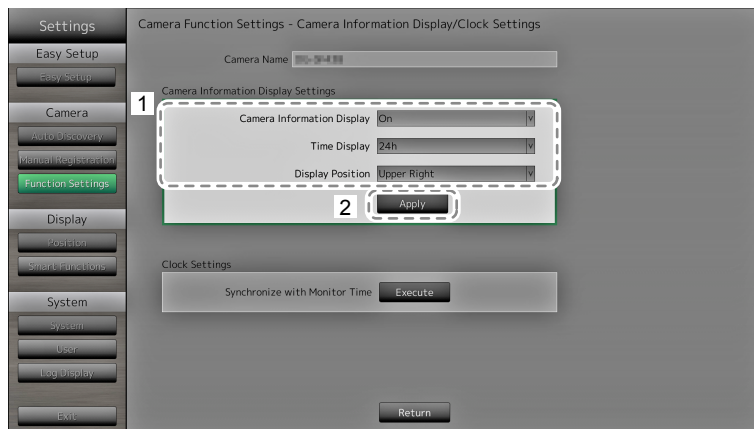 Settings
Easy Setup
Easy Setup
Camera
Auto Discovery
Manual Registration
Function Settings
Display
Position
Smart Functions
System
System
User
Log Display
Exit
Camera Function Settings - Camera Information Display/Clock Settings
Camera Name
Camera Information Display Settings
1
Camera Information Display On
Time Display 24h
Display Position Upper Right
2 Apply
Clock Settings
Synchronize with Monitor Time Execute
Return